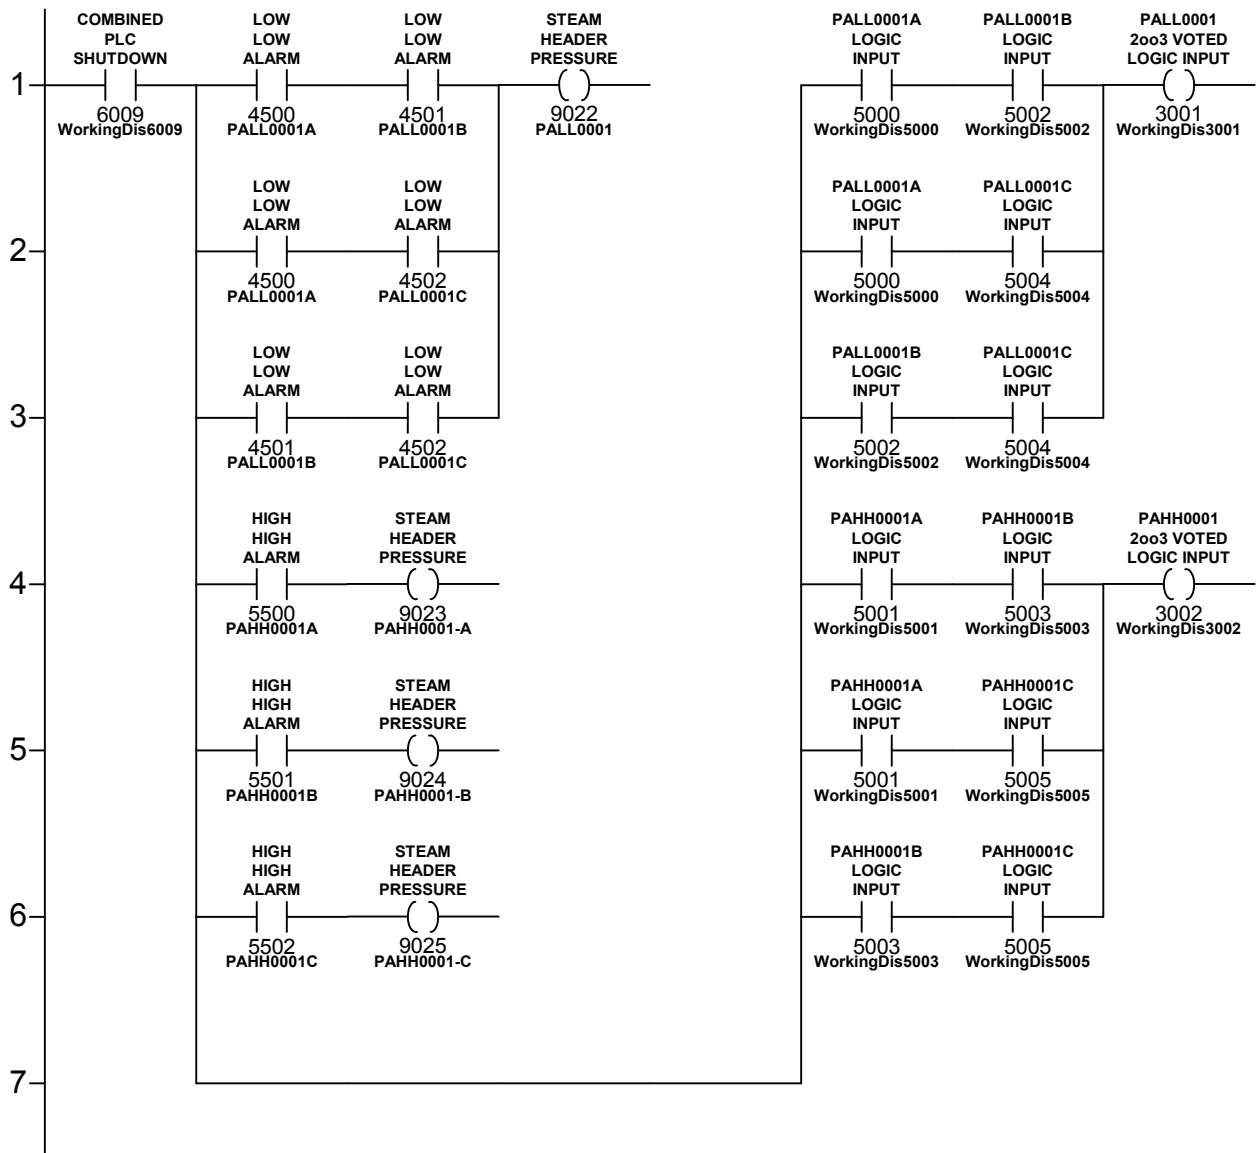 COMBINED LOW LOW STEAM PALL0001A PALL0001B PALL0001
PLC LOW LOW HEADER LOGIC LOGIC 2oo3 VOTED
SHUTDOWN ALARM ALARM PRESSURE INPUT INPUT LOGIC INPUT
1
6009 4500 4501 9022 5000 5002 3001
WorkingDis6009 PALL0001A PALL0001B PALL0001 WorkingDis5000 WorkingDis5002 WorkingDis3001
LOW LOW PALL0001A PALL0001C
LOW LOW LOGIC LOGIC
ALARM ALARM INPUT INPUT
2
4500 4502 5000 5004
PALL0001A PALL0001C WorkingDis5000 WorkingDis5004
LOW LOW PALL0001B PALL0001C
LOW LOW LOGIC LOGIC
ALARM ALARM INPUT INPUT
3
4501 4502 5002 5004
PALL0001B PALL0001C WorkingDis5002 WorkingDis5004
HIGH STEAM PAHH0001A PAHH0001B PAHH0001
HIGH HEADER LOGIC LOGIC 2oo3 VOTED
ALARM PRESSURE INPUT INPUT LOGIC INPUT
4
5500 9023 5001 5003 3002
PAHH0001A PAHH0001-A WorkingDis5001 WorkingDis5003 WorkingDis3002
HIGH STEAM PAHH0001A PAHH0001C
HIGH HEADER LOGIC LOGIC
ALARM PRESSURE INPUT INPUT
5
5501 9024 5001 5005
PAHH0001B PAHH0001-B WorkingDis5001 WorkingDis5005
HIGH STEAM PAHH0001B PAHH0001C
HIGH HEADER LOGIC LOGIC
ALARM PRESSURE INPUT INPUT
6
5502 9025 5003 5005
PAHH0001C PAHH0001-C WorkingDis5003 WorkingDis5005
7